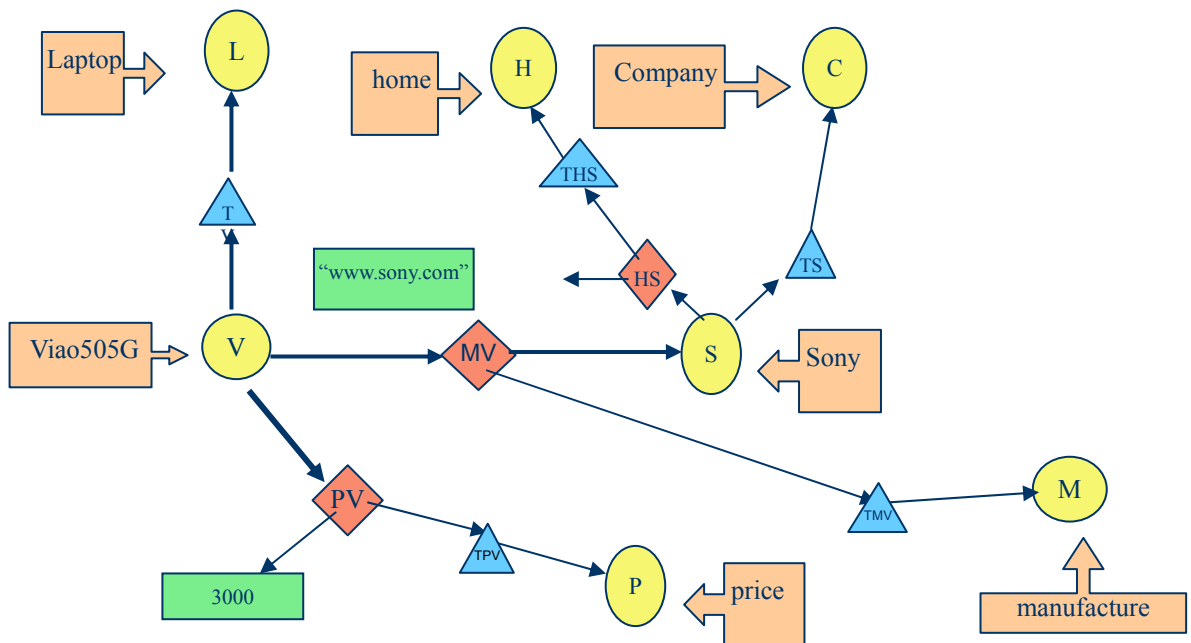 L
Laptop
H
home
C
Company
THS
T
V
"www.sony.com"
HS
TS
Viao505G
V
MV
S
Sony
PV
M
TMV
TPV
3000
P
price
manufacture